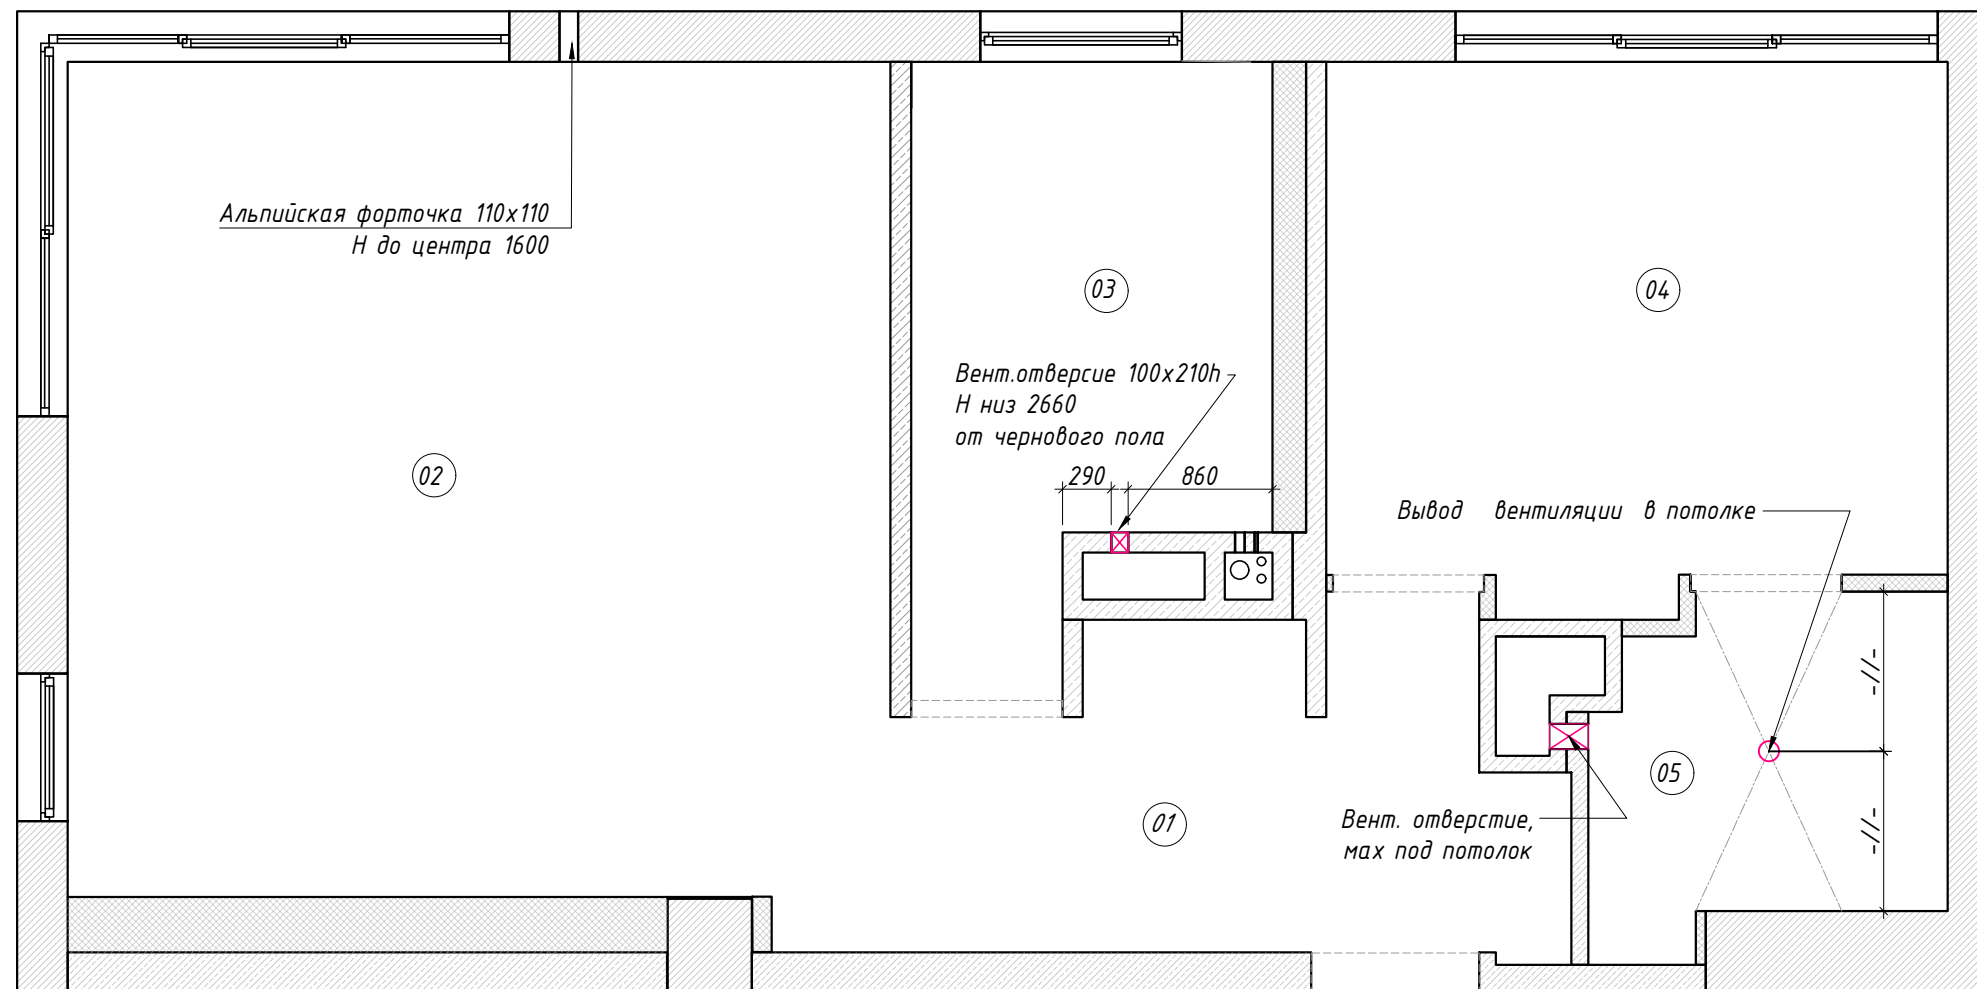 Альпийская форточка 110х110
Н до центра 1600
03
04
Вент.отверсие 100х210h
Н низ 2660
от чернового пола
02
290
860
Вывод вентиляции в потолке
-//-
05
01
Вент. отверстие,
мах под потолок
-//-